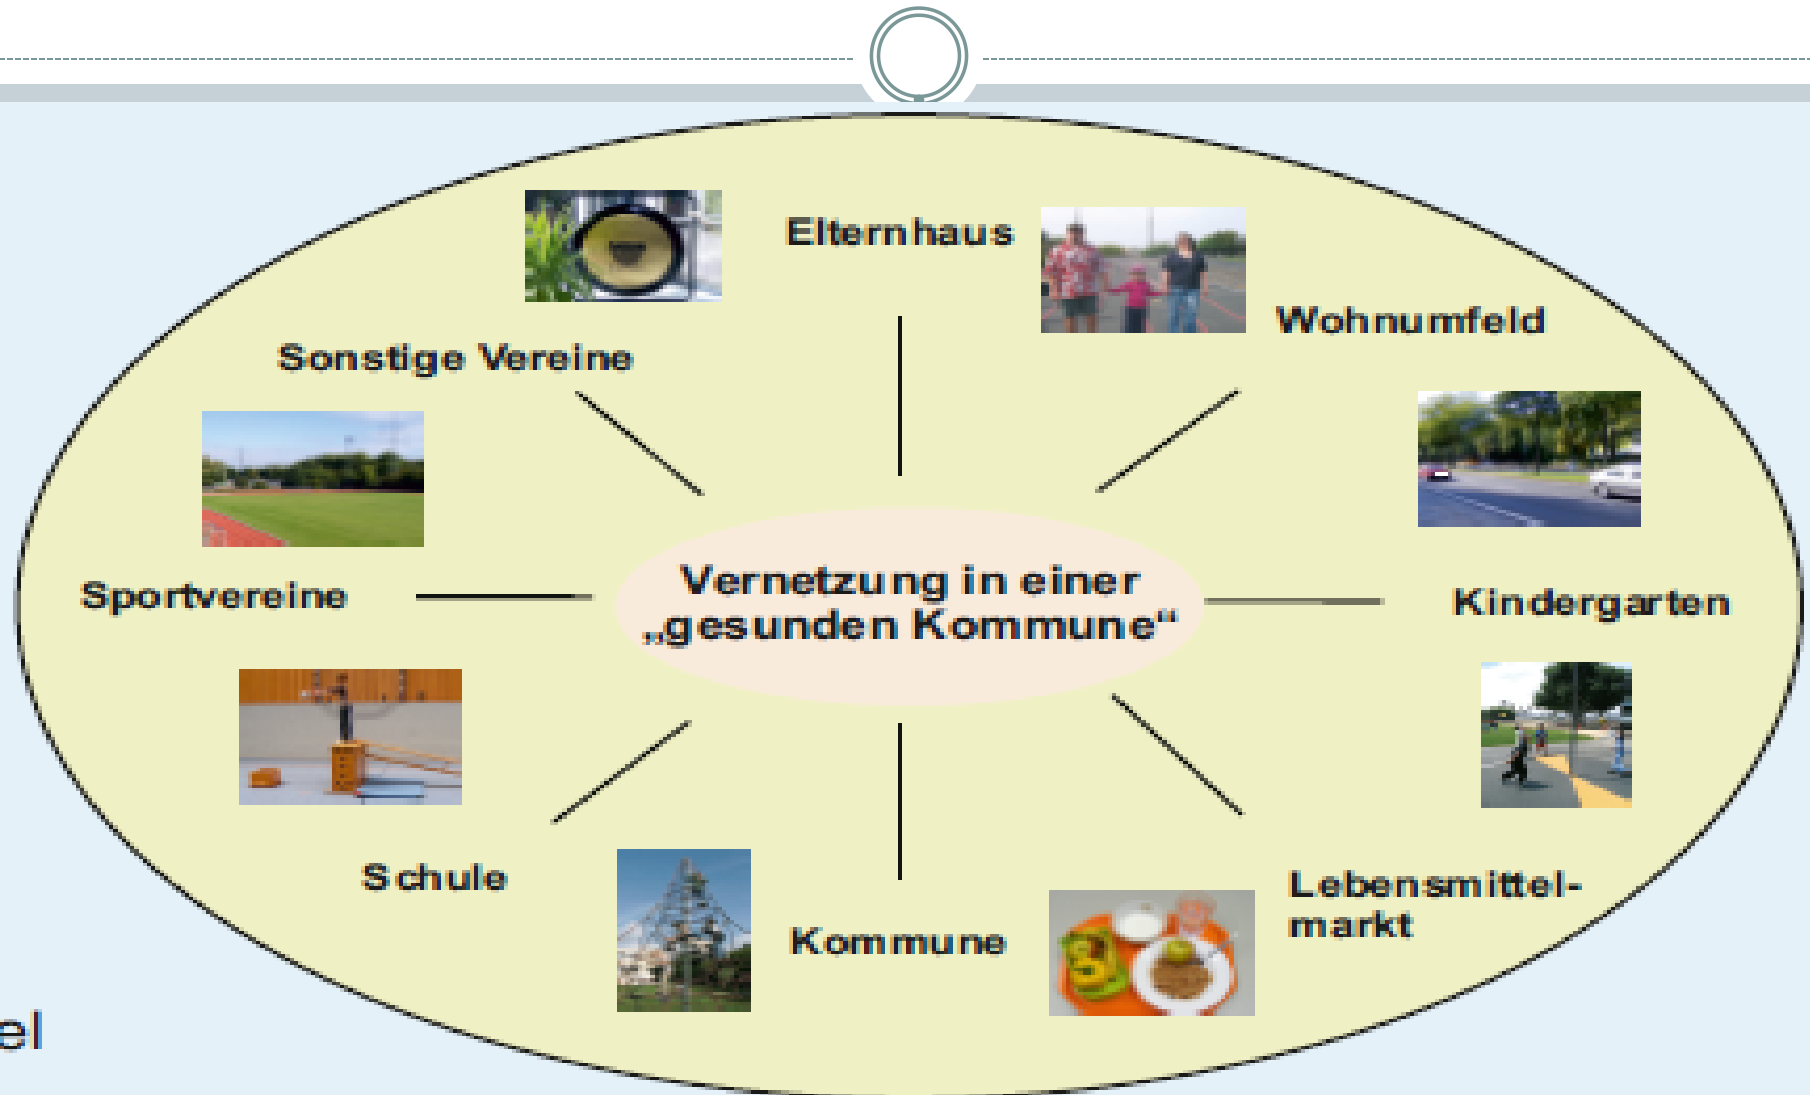 Elternhaus
Wohnumfeld
Sonstige Vereine
Vernetzung in einer
„gesunden Kommune“
Sportvereine
Kindergarten
Schule
Lebensmittel-
markt
Kommune
el